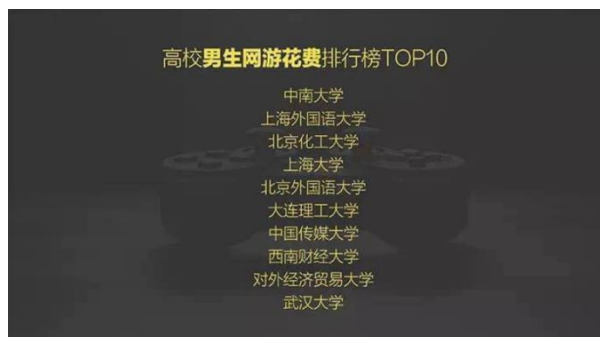 高校男生网游花费排行榜TOP10
中南大学
上海外国语大学
北京化工大学
上海大学
北京外国语大学
大连理工大学
中国传媒大学
西南财经大学
对外经济贸易大学
武汉大学